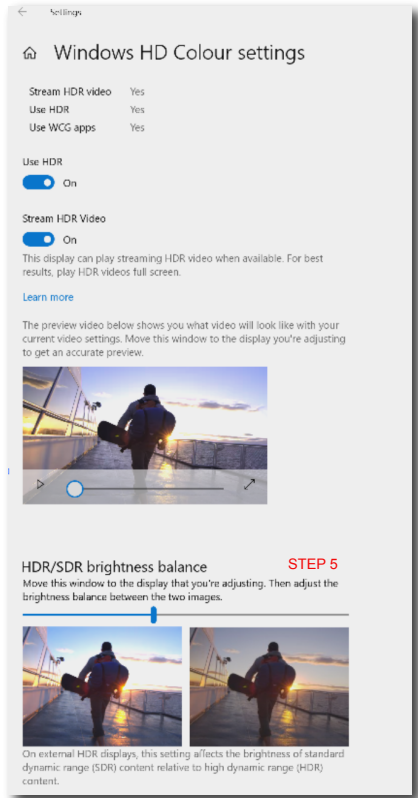 Settings
Windows HD Colour settings
Stream HDR video Yes
Use HDR Yes
Use WCG apps Yes
Use HDR
On
Stream HDR Video
On
This display can play streaming HDR video when available. For best
results, play HDR videos full screen.
Learn more
The preview video below shows you what video will look like with your
current video settings. Move this window to the display you're adjusting
to get an accurate preview.
HDR/SDR brightness balance STEP 5
Move this window to the display that you're adjusting. Then adjust the
brightness balance between the two images.
On external HDR displays, this setting affects the brightness of standard
dynamic range (SDR) content relative to high dynamic range (HDR)
content.